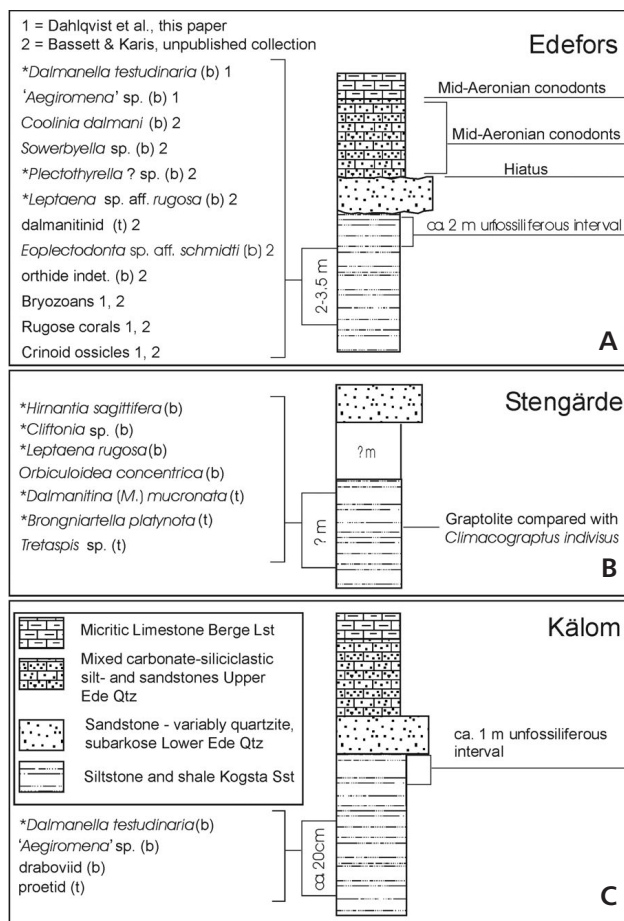 1 = Dahlqvist et al., this paper
2 = Bassett & Karis, unpublished collection
Edefors
*Dalmanella testudinaria (b) 1
'Aegiromena' sp. (b) 1
Coolinia dalmani (b) 2
Sowerbyella sp. (b) 2
*Plectothyrella ? sp. (b) 2
*Leptaena sp. aff. rugosa (b) 2
dalmanitinid (t) 2
Eoplectodonta sp. aff. schmidti (b) 2
orthide indet. (b) 2
Bryozoans 1, 2
Rugose corals 1, 2
Crinoid ossicles 1, 2
2-3.5 m
Mid-Aeronian conodonts
Mid-Aeronian conodonts
Hiatus
ca. 2 m unfossiliferous interval
A
Stengärde
*Hirnantia sagittifera (b)
*Cliftonia sp. (b)
*Leptaena rugosa (b)
Orbiculoidea concentrica (b)
*Dalmanitina (M.) mucronata (t)
*Brongniartella platynota (t)
Tretaspis sp. (t)
? m
? m
Graptolite compared with
Climacograptus indivisus
B
Kälom
Micritic Limestone Berge Lst
Mixed carbonate-siliciclastic
silt- and sandstones Upper
Ede Qtz
Sandstone - variably quartzite,
subarkose Lower Ede Qtz
Siltstone and shale Kogsta Sst
ca. 1 m unfossiliferous
interval
*Dalmanella testudinaria (b)
'Aegiromena' sp. (b)
draboviid (b)
proetid (t)
ca. 20cm
C